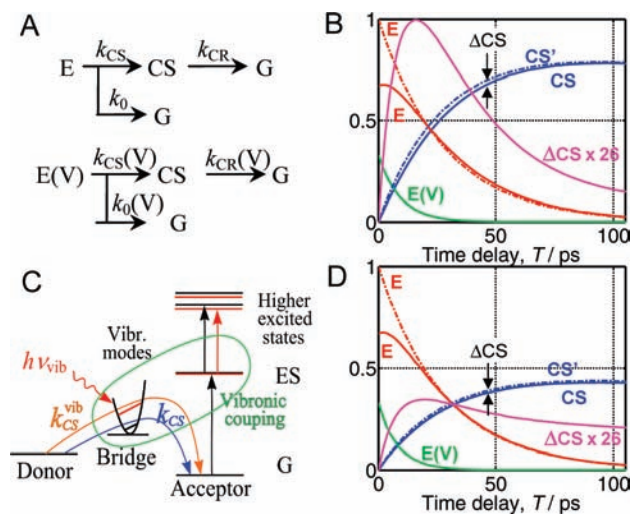 A
E k_CS CS k_CR G
k_0 G
E(V) k_CS(V) CS k_CR(V) G
k_0(V) G
B
1
0.5
0
E
E
ΔCS
CS'
CS
ΔCS x 26
E(V)
0 50 100
Time delay, T / ps
C
Higher
excited
states
Vibr.
modes
hν_vib
ES
Vibronic
coupling
k_CS^vib
k_CS
Donor
Bridge
Acceptor
G
D
1
0.5
0
E
E
ΔCS
CS'
CS
ΔCS x 26
E(V)
0 50 100
Time delay, T / ps